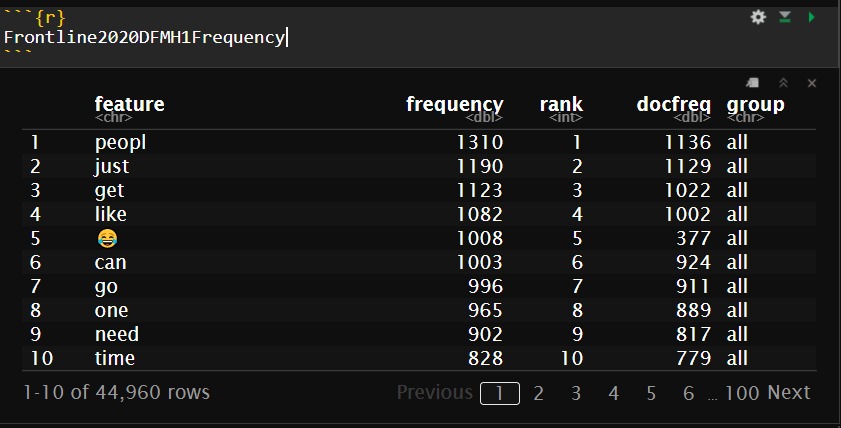 ```{r}
Frontline2020DFMH1Frequency
```
feature frequency rank docfreq group
<chr> <dbl> <int> <dbl> <chr>
1 peopl 1310 1 1136 all
2 just 1190 2 1129 all
3 get 1123 3 1022 all
4 like 1082 4 1002 all
5 😂 1008 5 377 all
6 can 1003 6 924 all
7 go 996 7 911 all
8 one 965 8 889 all
9 need 902 9 817 all
10 time 828 10 779 all
1-10 of 44,960 rows Previous 1 2 3 4 5 6 ... 100 Next